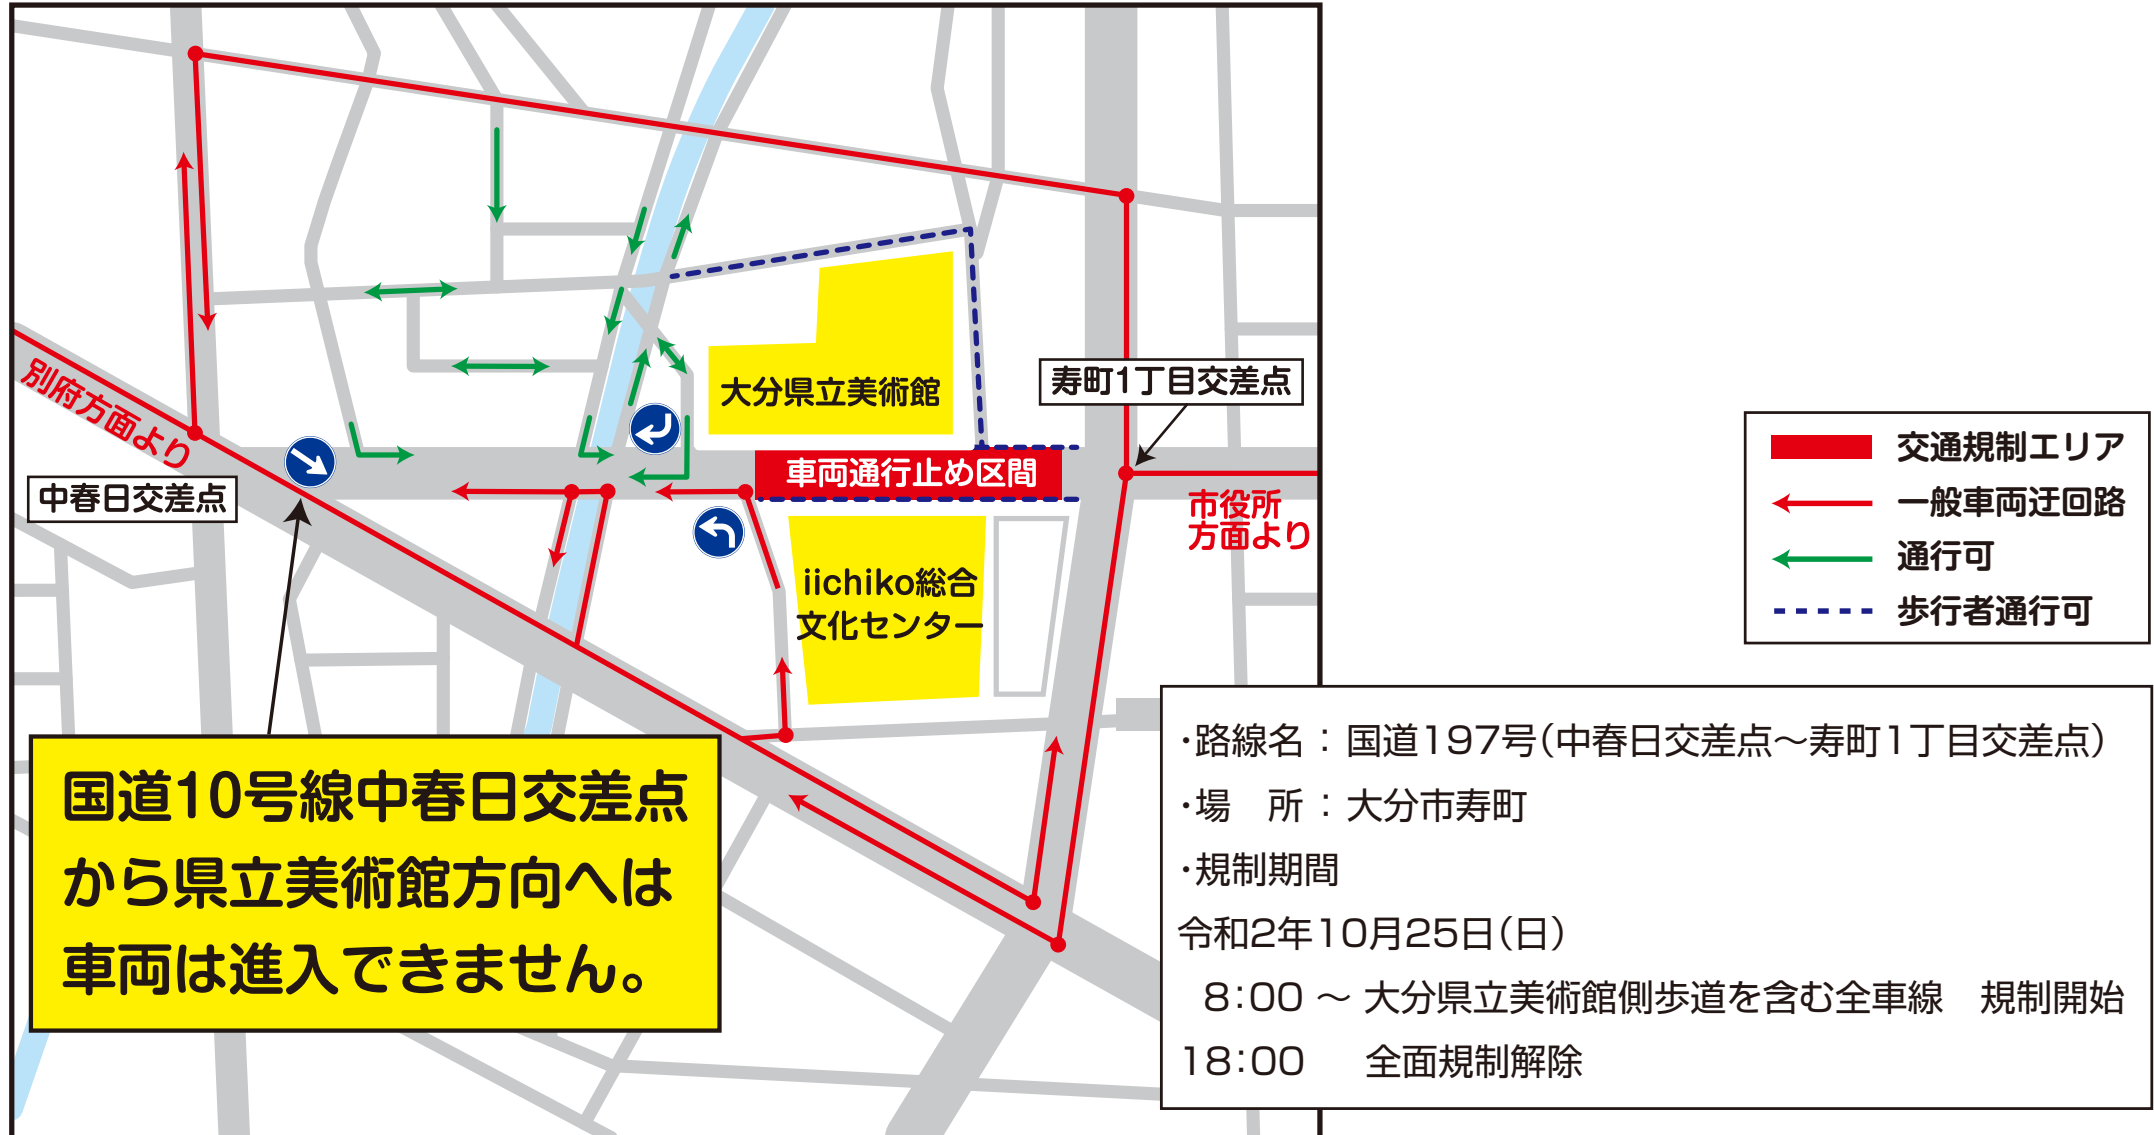 別府方面より
中春日交差点
大分県立美術館
寿町1丁目交差点
車両通行止め区間
市役所
方面より
iichiko総合
文化センター
交通規制エリア
一般車両迂回路
通行可
歩行者通行可
国道10号線中春日交差点
から県立美術館方向へは
車両は進入できません。
・路線名：国道197号(中春日交差点～寿町1丁目交差点)
・場　所：大分市寿町
・規制期間
令和2年10月25日(日)
8:00 ～ 大分県立美術館側歩道を含む全車線　規制開始
18:00　全面規制解除